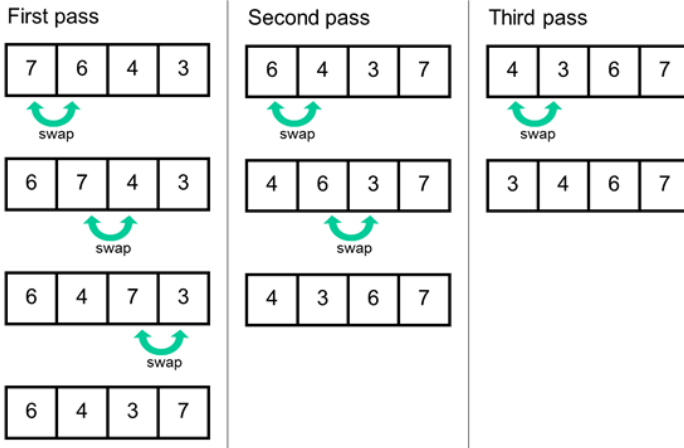 First pass
7 6 4 3
swap
6 7 4 3
swap
6 4 7 3
swap
6 4 3 7
Second pass
6 4 3 7
swap
4 6 3 7
swap
4 3 6 7
Third pass
4 3 6 7
swap
3 4 6 7